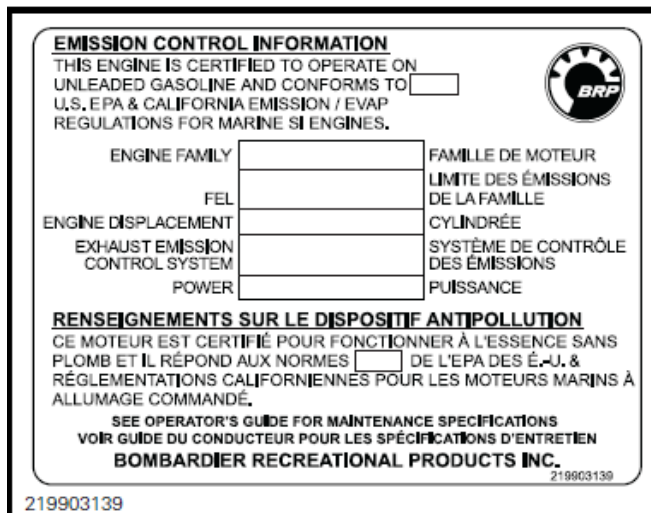 EMISSION CONTROL INFORMATION
THIS ENGINE IS CERTIFIED TO OPERATE ON
UNLEADED GASOLINE AND CONFORMS TO
U.S. EPA & CALIFORNIA EMISSION / EVAP
REGULATIONS FOR MARINE SI ENGINES.
BRP
ENGINE FAMILY FAMILLE DE MOTEUR
FEL LIMITE DES ÉMISSIONS
DE LA FAMILLE
ENGINE DISPLACEMENT CYLINDRÉE
EXHAUST EMISSION SYSTÈME DE CONTRÔLE
CONTROL SYSTEM DES ÉMISSIONS
POWER PUISSANCE
RENSEIGNEMENTS SUR LE DISPOSITIF ANTIPOLLUTION
CE MOTEUR EST CERTIFIÉ POUR FONCTIONNER À L'ESSENCE SANS
PLOMB ET IL RÉPOND AUX NORMES DE L'EPA DES É.-U. &
RÉGLEMENTATIONS CALIFORNIENNES POUR LES MOTEURS MARINS À
ALLUMAGE COMMANDÉ.
SEE OPERATOR'S GUIDE FOR MAINTENANCE SPECIFICATIONS
VOIR GUIDE DU CONDUCTEUR POUR LES SPÉCIFICATIONS D'ENTRETIEN
BOMBARDIER RECREATIONAL PRODUCTS INC.
219903139
219903139